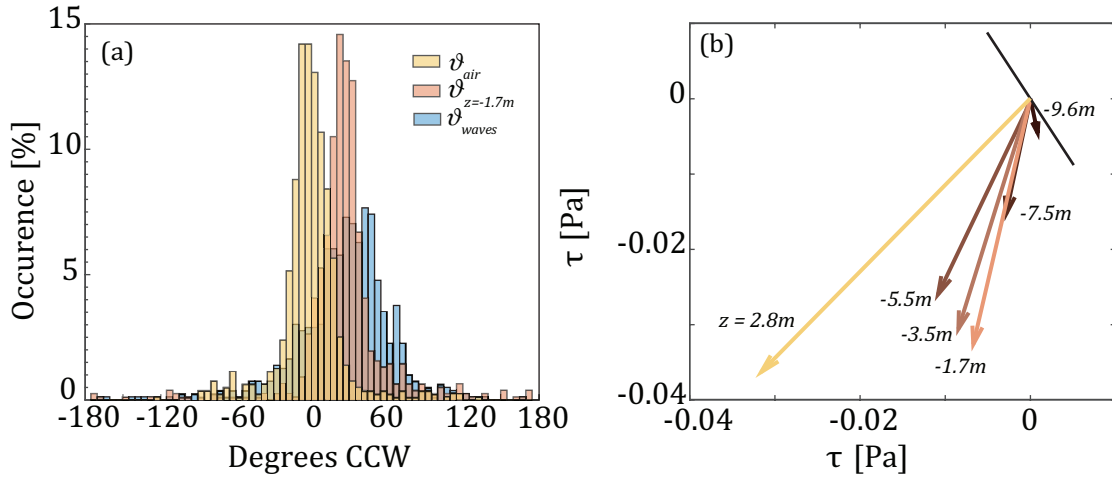 (a)
ϑair
ϑz=-1.7m
ϑwaves
15
10
5
0
Occurence [%]
-180
-120
-60
0
60
120
180
Degrees CCW
(b)
0
-0.02
-0.04
τ [Pa]
-9.6m
-7.5m
-5.5m
-3.5m
-1.7m
z = 2.8m
-0.04
-0.02
0
τ [Pa]